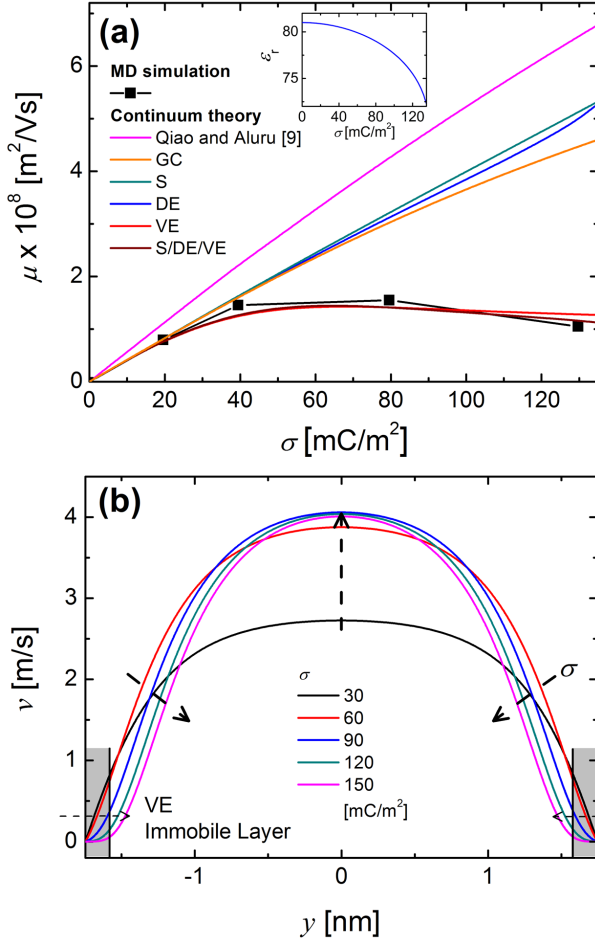 (a)
MD simulation
Continuum theory
Qiao and Aluru [9]
GC
S
DE
VE
S/DE/VE
μ x 10⁸ [m²/Vs]
8
6
4
2
0
0 20 40 60 80 100 120
σ [mC/m²]
εᵣ
80
75
0 40 80 120
σ [mC/m²]
(b)
v [m/s]
4
3
2
1
0
σ
30
60
90
120
150
[mC/m²]
σ
VE
Immobile Layer
-1 0 1
y [nm]